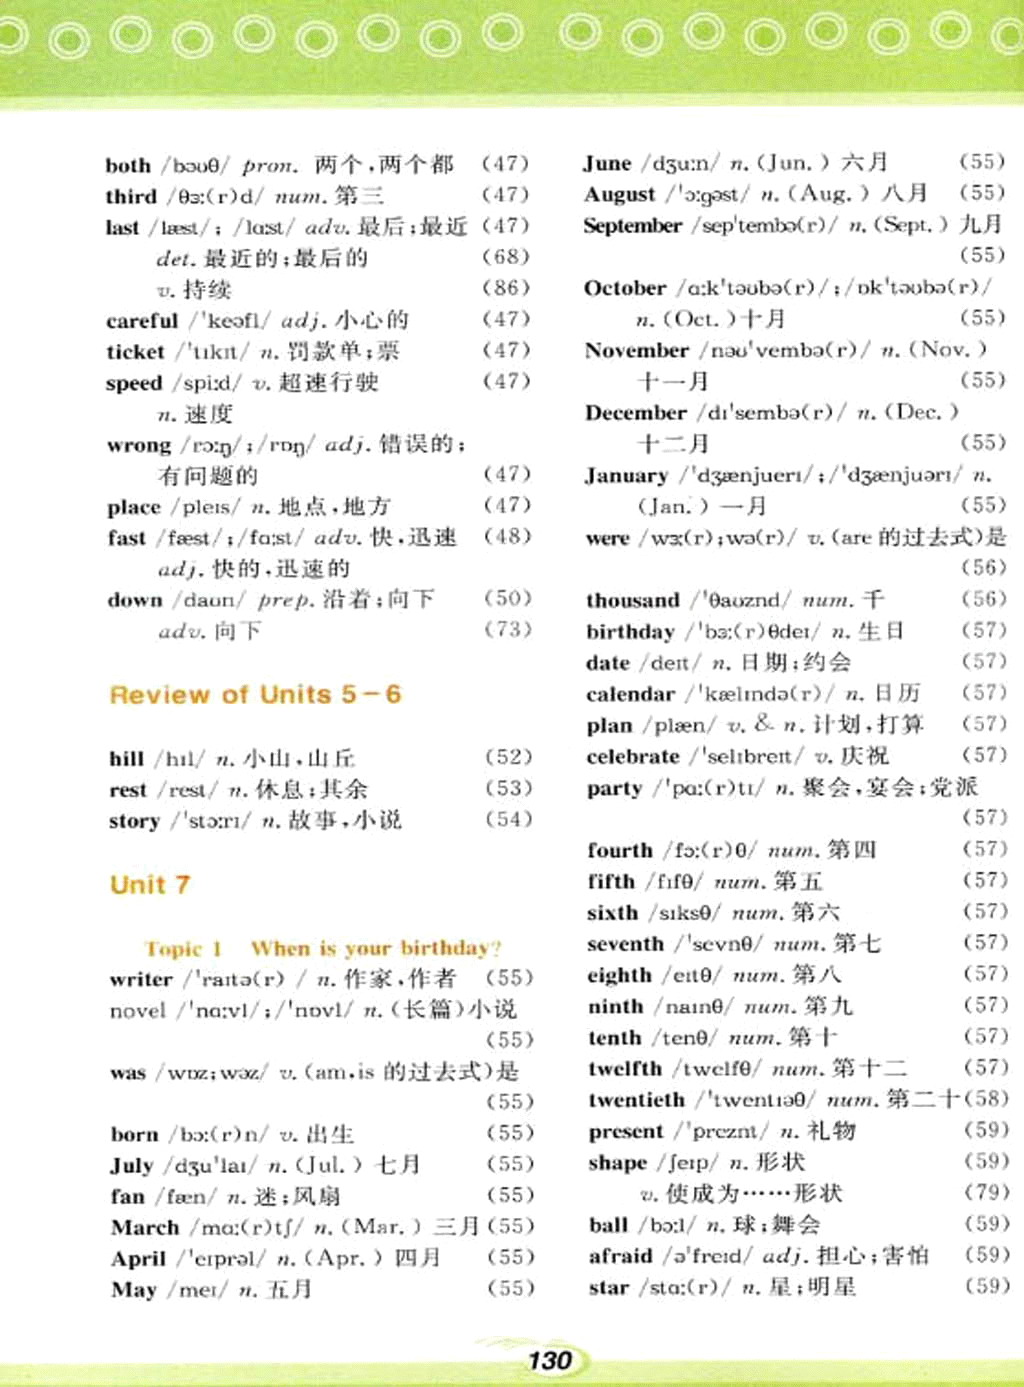 both /bəʊθ/ pron. 两个,两个都 (47)
third /θɜː(r)d/ num. 第三 (47)
last /læst/; /lɑːst/ adv. 最后;最近 (47)
det. 最近的;最后的 (68)
v. 持续 (86)
careful /ˈkeəfl/ adj. 小心的 (47)
ticket /ˈtɪkɪt/ n. 罚款单;票 (47)
speed /spiːd/ v. 超速行驶 (47)
n. 速度
wrong /rɔːŋ/;/rɒŋ/ adj. 错误的;
有问题的 (47)
place /pleɪs/ n. 地点,地方 (47)
fast /fæst/;/fɑːst/ adv. 快,迅速 (48)
adj. 快的,迅速的
down /daʊn/ prep. 沿着;向下 (50)
adv. 向下 (73)
Review of Units 5-6
hill /hɪl/ n. 小山,山丘 (52)
rest /rest/ n. 休息;其余 (53)
story /ˈstɔːrɪ/ n. 故事,小说 (54)
Unit 7
Topic 1 When is your birthday?
writer /ˈraɪtə(r) / n. 作家,作者 (55)
novel /ˈnɑːvl/;/ˈnɒvl/ n. (长篇)小说
(55)
was /wɒz;wəz/ v. (am,is 的过去式)是
(55)
born /bɔː(r)n/ v. 出生 (55)
July /dʒuˈlaɪ/ n. (Jul. ) 七月 (55)
fan /fæn/ n. 迷;风扇 (55)
March /mɑː(r)tʃ/ n. (Mar. ) 三月 (55)
April /ˈeɪprəl/ n. (Apr. ) 四月 (55)
May /meɪ/ n. 五月 (55)
June /dʒuːn/ n. (Jun. ) 六月 (55)
August /ˈɔːgəst/ n. (Aug. ) 八月 (55)
September /sepˈtembə(r)/ n. (Sept. ) 九月
(55)
October /ɑːkˈtəʊbə(r)/;/ɒkˈtəʊbə(r)/
n. (Oct. )十月 (55)
November /nəʊˈvembə(r)/ n. (Nov. )
十一月 (55)
December /dɪˈsembə(r)/ n. (Dec. )
十二月 (55)
January /ˈdʒænjuerɪ/;/ˈdʒænjuərɪ/ n.
(Jan. ) 一月 (55)
were /wɜː(r);wə(r)/ v. (are 的过去式)是
(56)
thousand /ˈθaʊznd/ num. 千 (56)
birthday /ˈbɜː(r)θdeɪ/ n. 生日 (57)
date /deɪt/ n. 日期;约会 (57)
calendar /ˈkælɪndə(r)/ n. 日历 (57)
plan /plæn/ v. & n. 计划,打算 (57)
celebrate /ˈselɪbreɪt/ v. 庆祝 (57)
party /ˈpɑː(r)tɪ/ n. 聚会,宴会;党派
(57)
fourth /fɔː(r)θ/ num. 第四 (57)
fifth /fɪfθ/ num. 第五 (57)
sixth /sɪksθ/ num. 第六 (57)
seventh /ˈsevnθ/ num. 第七 (57)
eighth /eɪtθ/ num. 第八 (57)
ninth /naɪnθ/ num. 第九 (57)
tenth /tenθ/ num. 第十 (57)
twelfth /twelfθ/ num. 第十二 (57)
twentieth /ˈtwentɪəθ/ num. 第二十(58)
present /ˈpreznt/ n. 礼物 (59)
shape /ʃeɪp/ n. 形状 (59)
v. 使成为……形状 (79)
ball /bɔːl/ n. 球;舞会 (59)
afraid /əˈfreɪd/ adj. 担心;害怕 (59)
star /stɑː(r)/ n. 星;明星 (59)
130